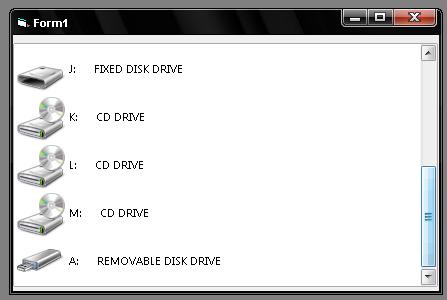 Form1
J: FIXED DISK DRIVE
K: CD DRIVE
L: CD DRIVE
M: CD DRIVE
A: REMOVABLE DISK DRIVE